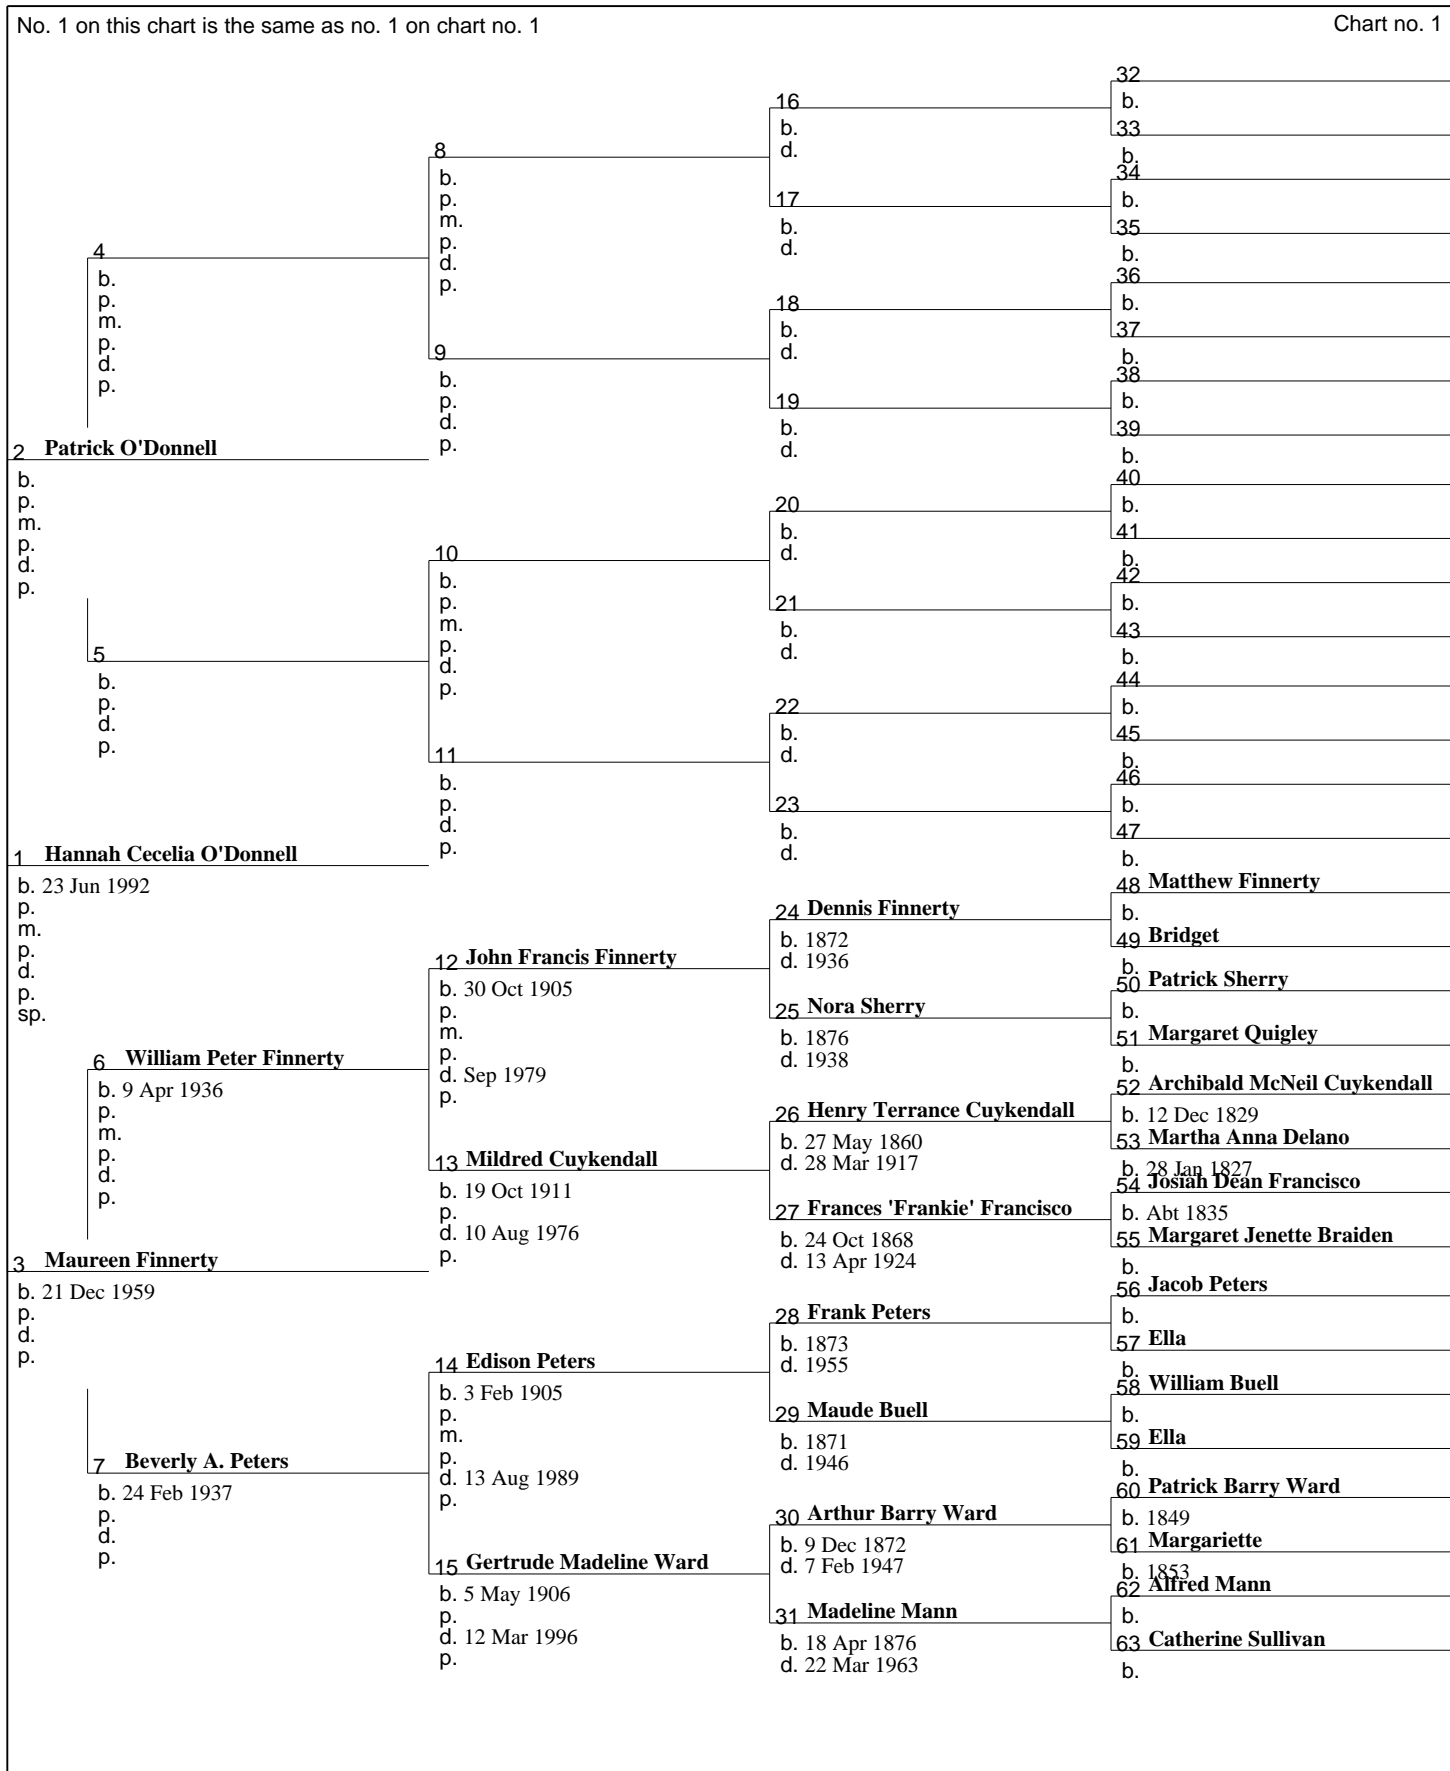 No. 1 on this chart is the same as no. 1 on chart no. 1
Chart no. 1
2 Patrick O'Donnell
b.
p.
m.
p.
d.
p.
1 Hannah Cecelia O'Donnell
b. 23 Jun 1992
p.
m.
p.
d.
p.
sp.
3 Maureen Finnerty
b. 21 Dec 1959
p.
d.
p.
4
b.
p.
m.
p.
d.
p.
5
b.
p.
d.
p.
6 William Peter Finnerty
b. 9 Apr 1936
p.
m.
p.
d.
p.
7 Beverly A. Peters
b. 24 Feb 1937
p.
d.
p.
8
b.
p.
m.
p.
d.
p.
9
b.
p.
d.
p.
10
b.
p.
m.
p.
d.
p.
11
b.
p.
d.
p.
12 John Francis Finnerty
b. 30 Oct 1905
p.
m.
p.
d. Sep 1979
p.
13 Mildred Cuykendall
b. 19 Oct 1911
p.
d. 10 Aug 1976
p.
14 Edison Peters
b. 3 Feb 1905
p.
m.
p.
d. 13 Aug 1989
p.
15 Gertrude Madeline Ward
b. 5 May 1906
p.
d. 12 Mar 1996
p.
16
b.
d.
17
b.
d.
18
b.
d.
19
b.
d.
20
b.
d.
21
b.
d.
22
b.
d.
23
b.
d.
24 Dennis Finnerty
b. 1872
d. 1936
25 Nora Sherry
b. 1876
d. 1938
26 Henry Terrance Cuykendall
b. 27 May 1860
d. 28 Mar 1917
27 Frances 'Frankie' Francisco
b. 24 Oct 1868
d. 13 Apr 1924
28 Frank Peters
b. 1873
d. 1955
29 Maude Buell
b. 1871
d. 1946
30 Arthur Barry Ward
b. 9 Dec 1872
d. 7 Feb 1947
31 Madeline Mann
b. 18 Apr 1876
d. 22 Mar 1963
32
b.
33
b.
34
b.
35
b.
36
b.
37
b.
38
b.
39
b.
40
b.
41
b.
42
b.
43
b.
44
b.
45
b.
46
b.
47
b.
48 Matthew Finnerty
b.
49 Bridget
b.
50 Patrick Sherry
b.
51 Margaret Quigley
b.
52 Archibald McNeil Cuykendall
b. 12 Dec 1829
53 Martha Anna Delano
b. 28 Jan 1827
54 Josiah Dean Francisco
b. Abt 1835
55 Margaret Jenette Braiden
b.
56 Jacob Peters
b.
57 Ella
b.
58 William Buell
b.
59 Ella
b.
60 Patrick Barry Ward
b. 1849
61 Margariette
b. 1853
62 Alfred Mann
b.
63 Catherine Sullivan
b.